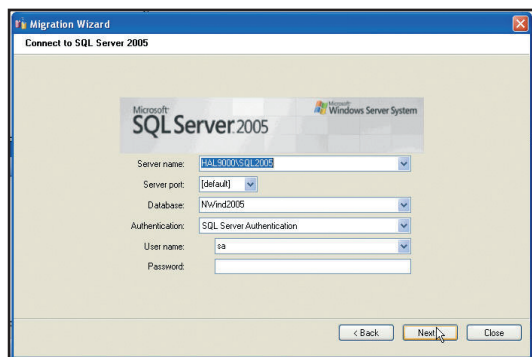 Migration Wizard
Connect to SQL Server 2005
Microsoft
SQL Server 2005
Microsoft
Windows Server System
Server name: HAL9000\SQL2005
Server port: [default]
Database: NWind2005
Authentication: SQL Server Authentication
User name: sa
Password:
< Back Next Close